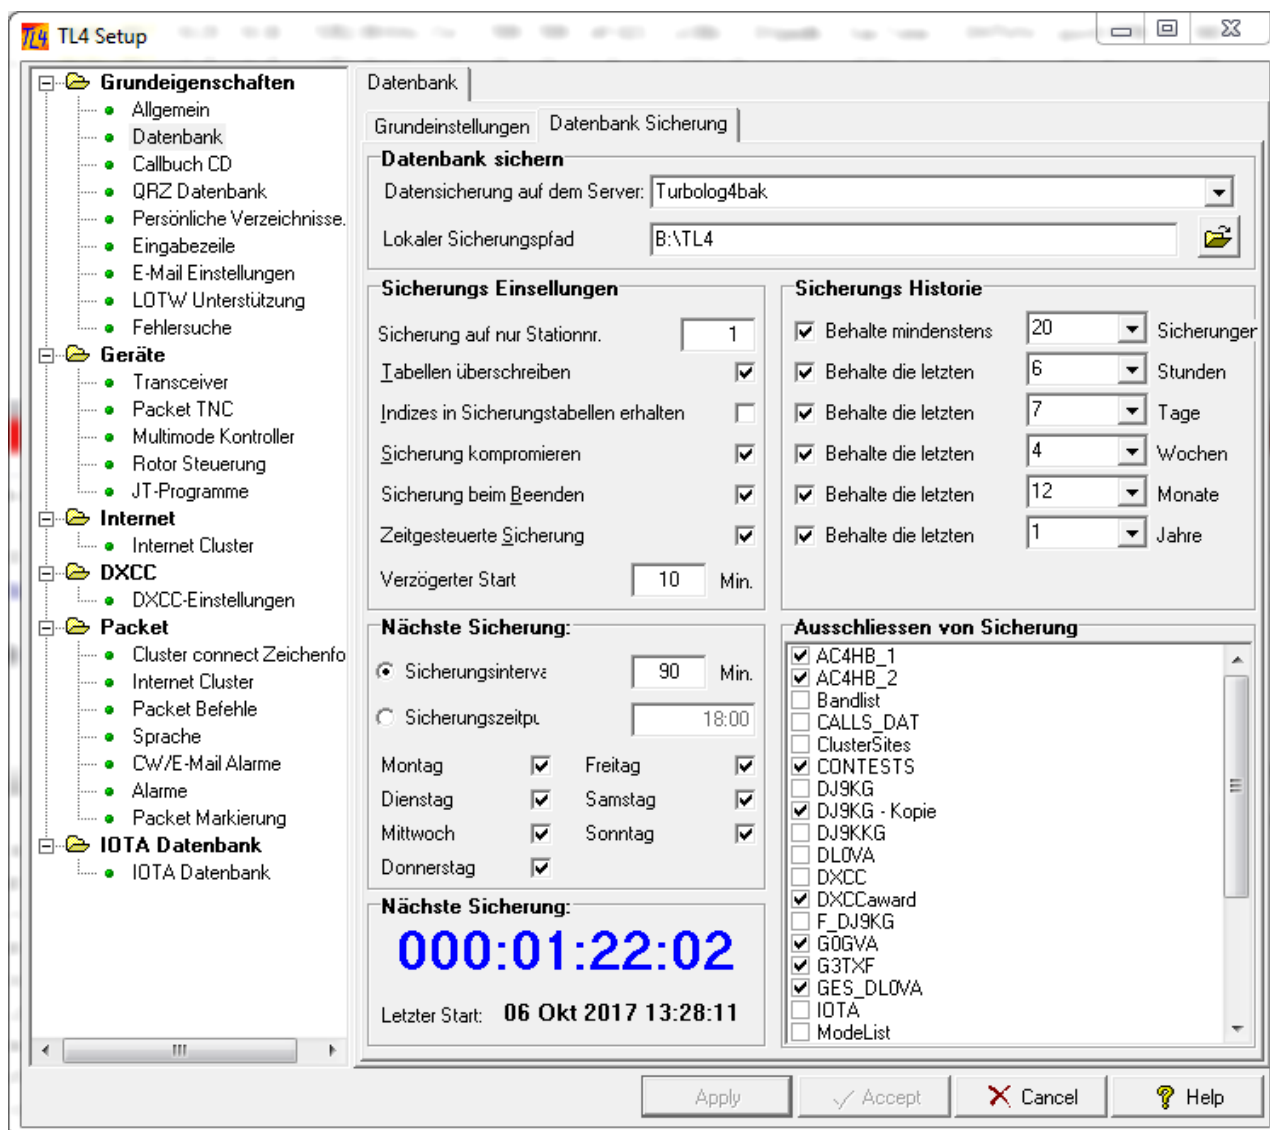 TL4 TL4 Setup
Grundeigenschaften
Allgemein
Datenbank
Callbuch CD
QRZ Datenbank
Persönliche Verzeichnisse.
Eingabezeile
E-Mail Einstellungen
LOTW Unterstützung
Fehlersuche
Geräte
Transceiver
Packet TNC
Multimode Kontroller
Rotor Steuerung
JT-Programme
Internet
Internet Cluster
DXCC
DXCC-Einstellungen
Packet
Cluster connect Zeichenfo
Internet Cluster
Packet Befehle
Sprache
CW/E-Mail Alarme
Alarme
Packet Markierung
IOTA Datenbank
IOTA Datenbank
Datenbank
Grundeinstellungen Datenbank Sicherung
Datenbank sichern
Datensicherung auf dem Server: Turbolog4bak
Lokaler Sicherungspfad B:\TL4
Sicherungs Einsellungen
Sicherung auf nur Stationnr. 1
Tabellen überschreiben
Indizes in Sicherungstabellen erhalten
Sicherung kompromieren
Sicherung beim Beenden
Zeitgesteuerte Sicherung
Verzögerter Start 10 Min.
Sicherungs Historie
Behalte mindenstens 20 Sicherunger
Behalte die letzten 6 Stunden
Behalte die letzten 7 Tage
Behalte die letzten 4 Wochen
Behalte die letzten 12 Monate
Behalte die letzten 1 Jahre
Nächste Sicherung:
Sicherungsinterva 90 Min.
Sicherungszeitpu 18:00
Montag Freitag
Dienstag Samstag
Mittwoch Sonntag
Donnerstag
Nächste Sicherung:
000:01:22:02
Letzter Start: 06 Okt 2017 13:28:11
Ausschliessen von Sicherung
AC4HB_1
AC4HB_2
Bandlist
CALLS_DAT
ClusterSites
CONTESTS
DJ9KG
DJ9KG - Kopie
DJ9KKG
DL0VA
DXCC
DXCCaward
F_DJ9KG
G0GVA
G3TXF
GES_DL0VA
IOTA
ModeList
Apply Accept Cancel Help